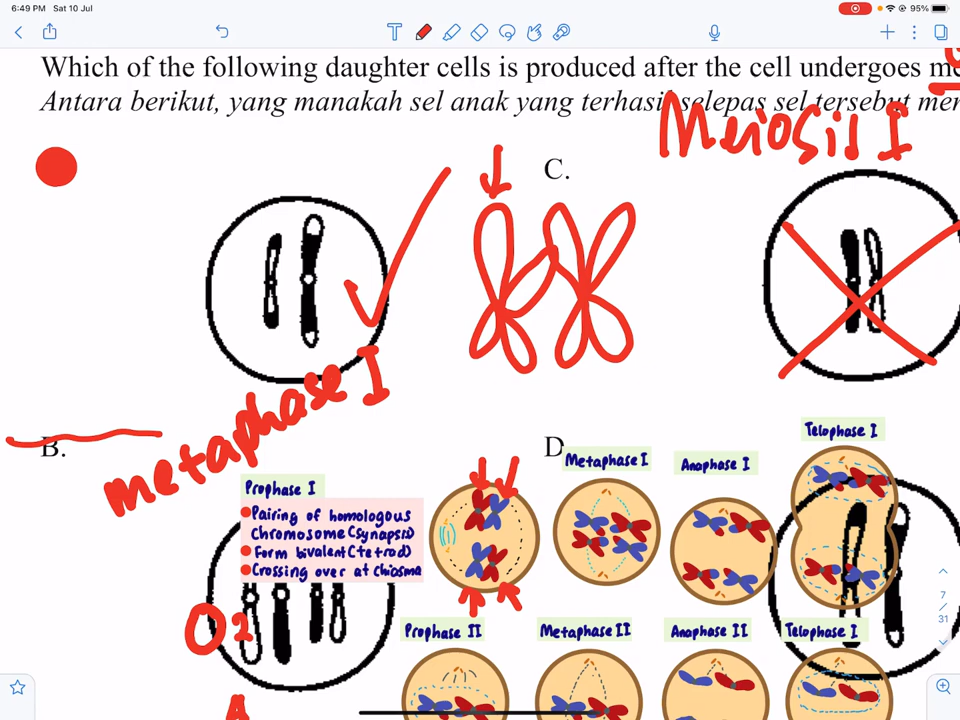 6:49 PM Sat 10 Jul
95%
Which of the following daughter cells is produced after the cell undergoes
Antara berikut, yang manakah sel anak yang terhasil selepas sel tersebut
Meiosis I
C.
metaphase I
B.
D
Prophase I
Pairing of homologous
Chromosome (synapsis)
Form bivalent (tetrad)
Crossing over at chiasma
Metaphase I
Anaphase I
Telophase I
2
Prophase II
Metaphase II
Anaphase II
Telophase I
7
/
31